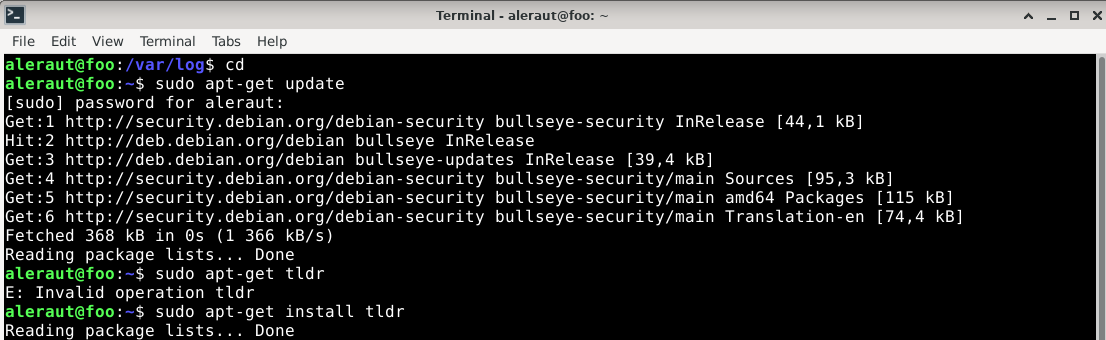 Terminal - aleraut@foo: ~
File Edit View Terminal Tabs Help
aleraut@foo:/var/log$ cd
aleraut@foo:~$ sudo apt-get update
[sudo] password for aleraut:
Get:1 http://security.debian.org/debian-security bullseye-security InRelease [44,1 kB]
Hit:2 http://deb.debian.org/debian bullseye InRelease
Get:3 http://deb.debian.org/debian bullseye-updates InRelease [39,4 kB]
Get:4 http://security.debian.org/debian-security bullseye-security/main Sources [95,3 kB]
Get:5 http://security.debian.org/debian-security bullseye-security/main amd64 Packages [115 kB]
Get:6 http://security.debian.org/debian-security bullseye-security/main Translation-en [74,4 kB]
Fetched 368 kB in 0s (1 366 kB/s)
Reading package lists... Done
aleraut@foo:~$ sudo apt-get tldr
E: Invalid operation tldr
aleraut@foo:~$ sudo apt-get install tldr
Reading package lists... Done